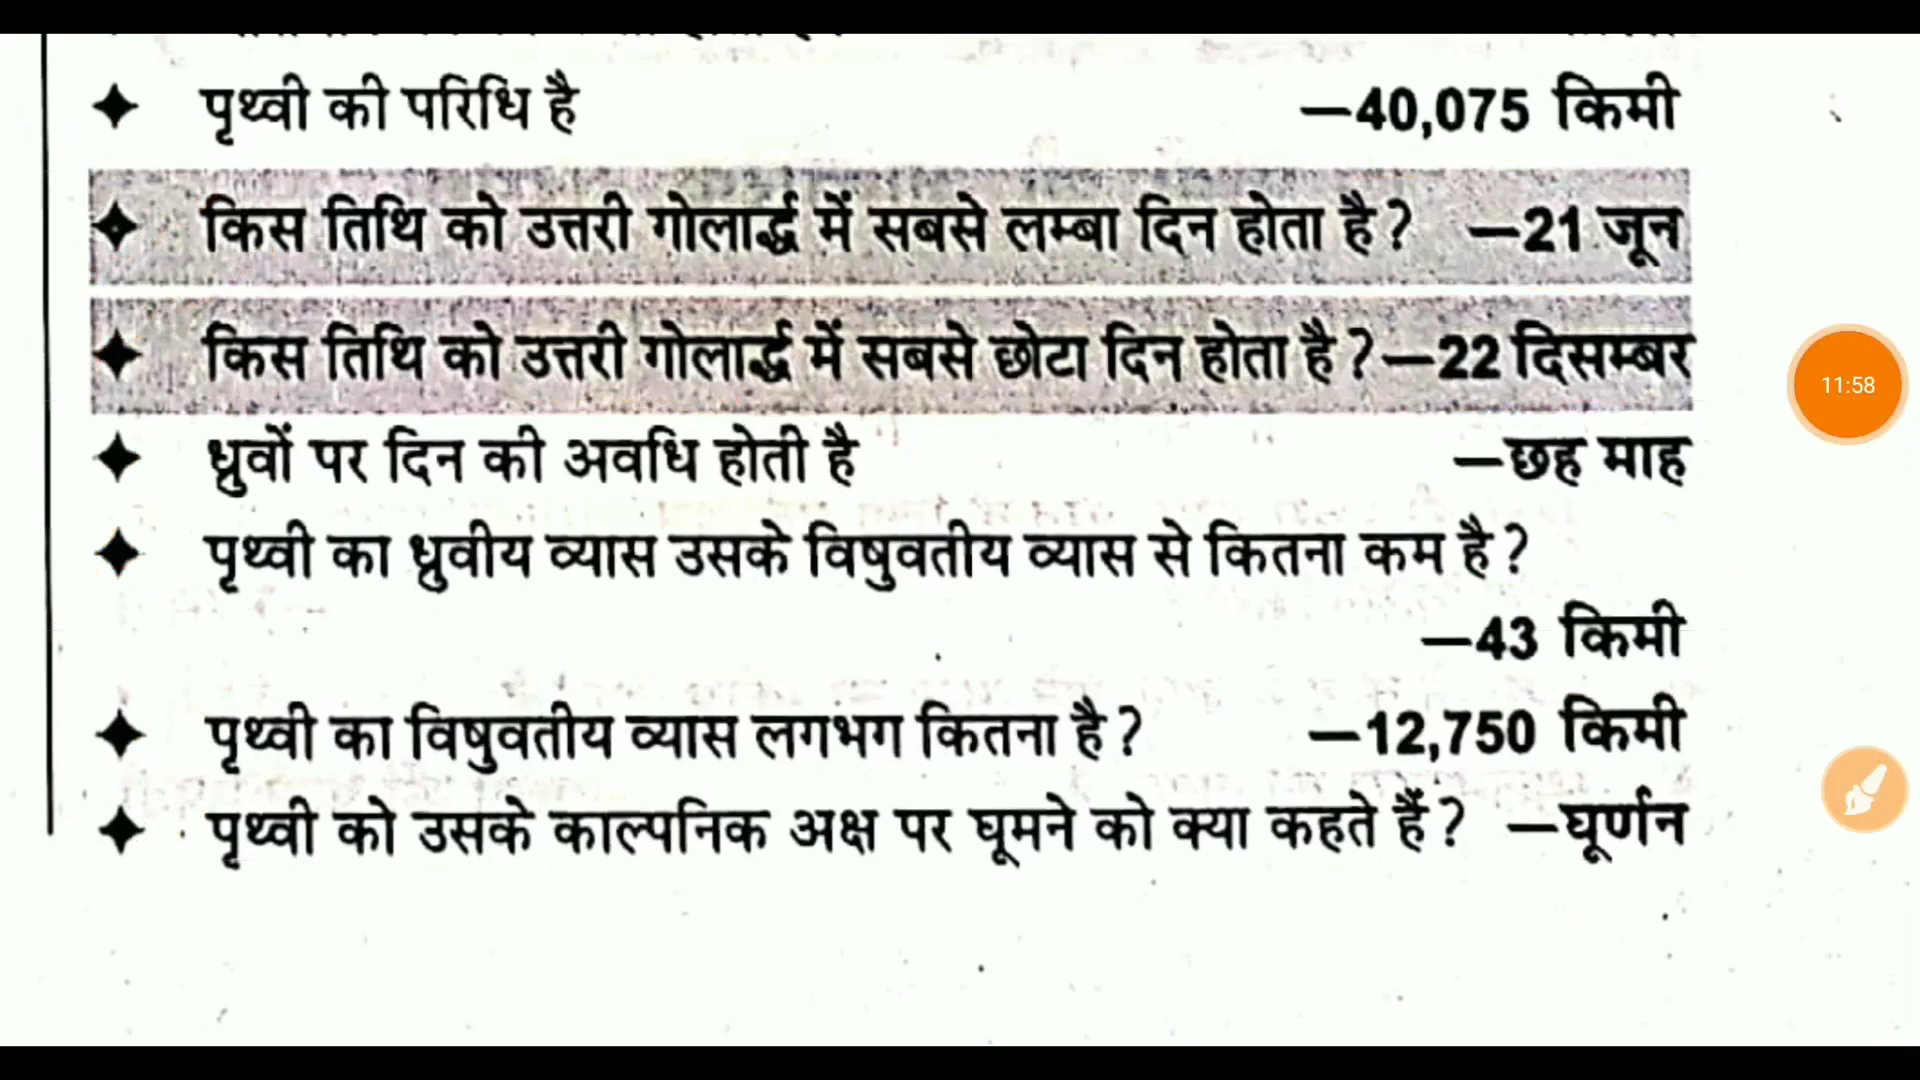 ✦ पृथ्वी की परिधि है —40,075 किमी
✦ किस तिथि को उत्तरी गोलार्द्ध में सबसे लम्बा दिन होता है? —21 जून
✦ किस तिथि को उत्तरी गोलार्द्ध में सबसे छोटा दिन होता है?—22 दिसम्बर
11:58
✦ ध्रुवों पर दिन की अवधि होती है —छह माह
✦ पृथ्वी का ध्रुवीय व्यास उसके विषुवतीय व्यास से कितना कम है?
—43 किमी
✦ पृथ्वी का विषुवतीय व्यास लगभग कितना है? —12,750 किमी
✦ पृथ्वी को उसके काल्पनिक अक्ष पर घूमने को क्या कहते हैं? —घूर्णन